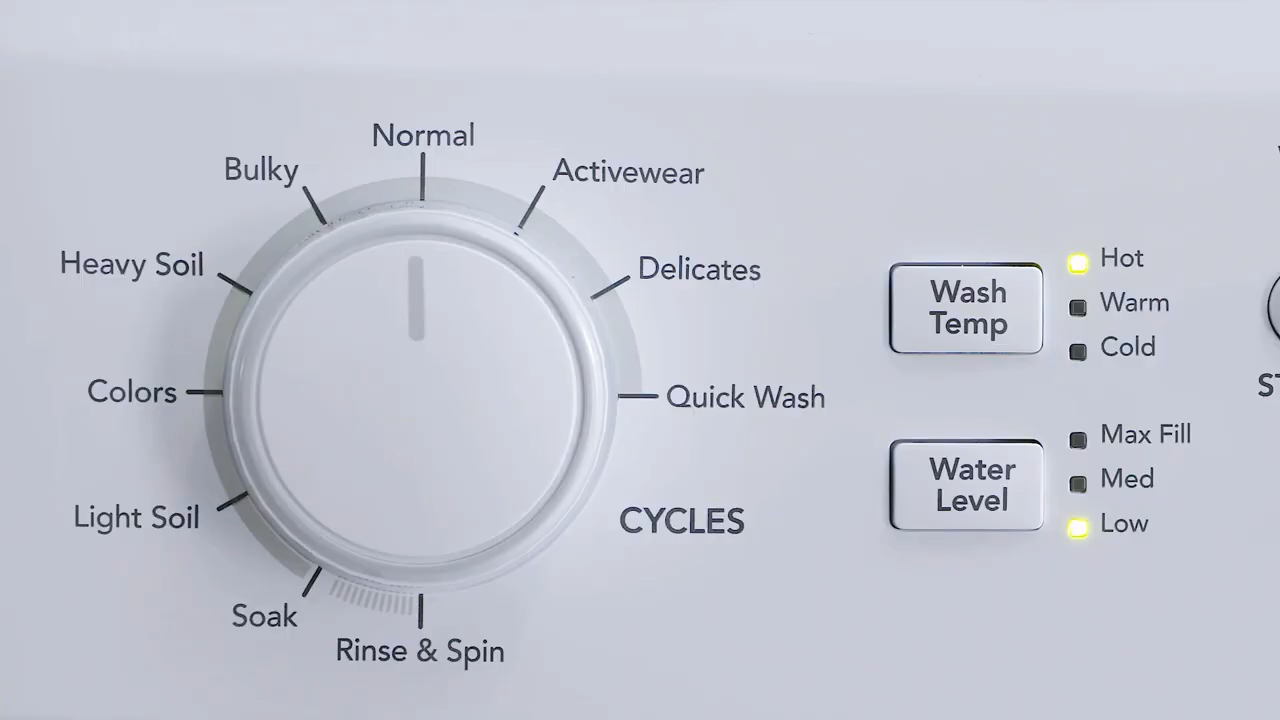 Normal
Bulky
Activewear
Heavy Soil
Delicates
Colors
Quick Wash
Light Soil
CYCLES
Soak
Rinse & Spin
Wash
Temp
Hot
Warm
Cold
Water
Level
Max Fill
Med
Low